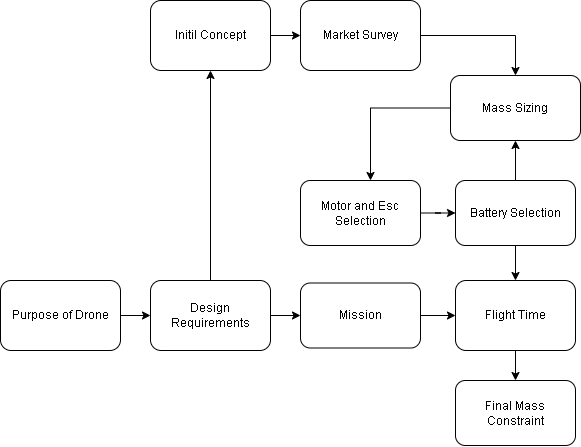 Initil Concept
Market Survey
Mass Sizing
Motor and Esc
Selection
Battery Selection
Purpose of Drone
Design
Requirements
Mission
Flight Time
Final Mass
Constraint